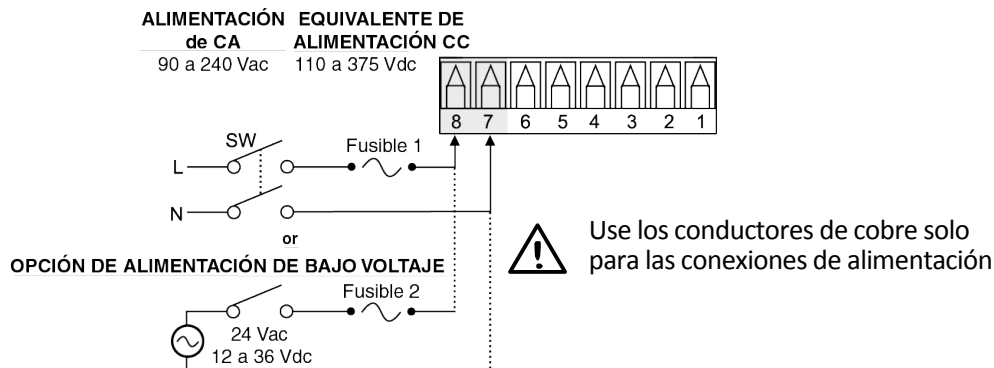 ALIMENTACIÓN
de CA
90 a 240 Vac
EQUIVALENTE DE
ALIMENTACIÓN CC
110 a 375 Vdc
8 7 6 5 4 3 2 1
SW
Fusible 1
L
N
or
OPCIÓN DE ALIMENTACIÓN DE BAJO VOLTAJE
Fusible 2
24 Vac
12 a 36 Vdc
Use los conductores de cobre solo
para las conexiones de alimentación